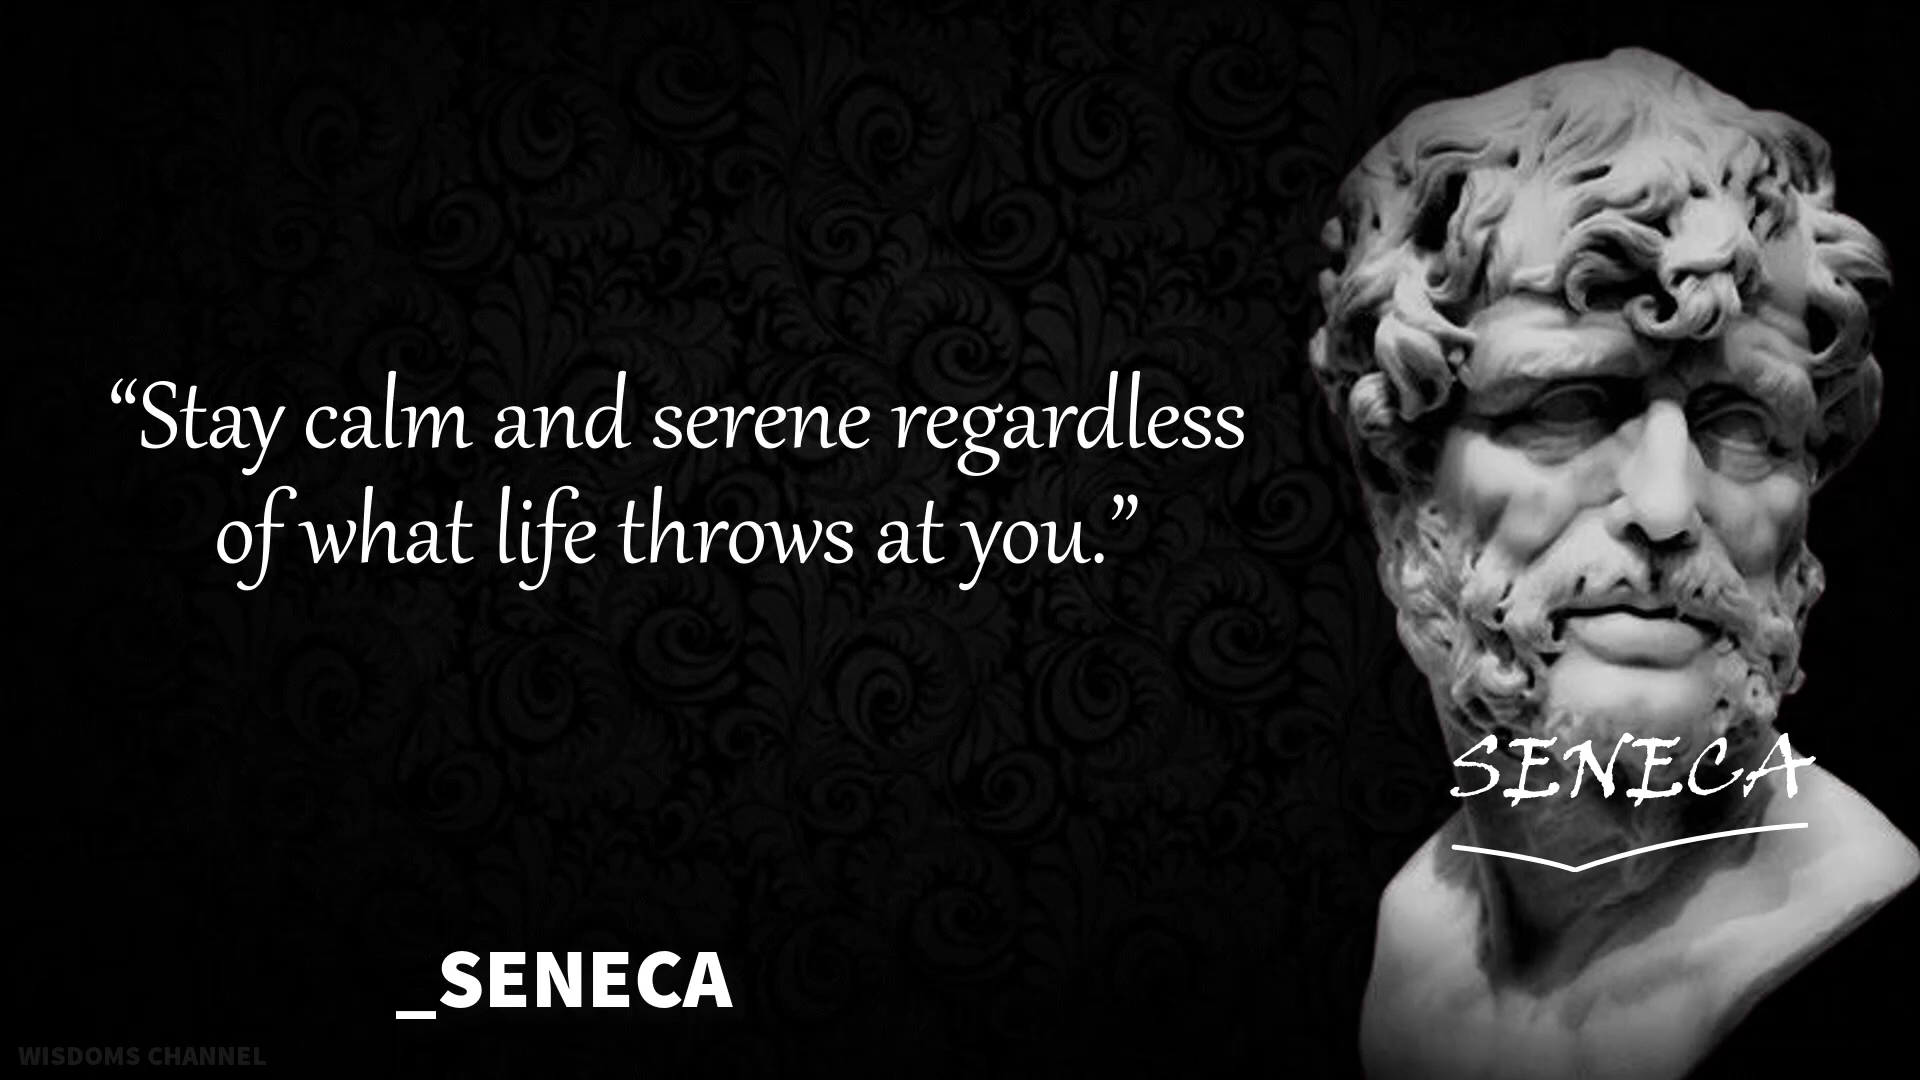 “Stay calm and serene regardless
of what life throws at you.”
SENECA
_SENECA
WISDOMS CHANNEL